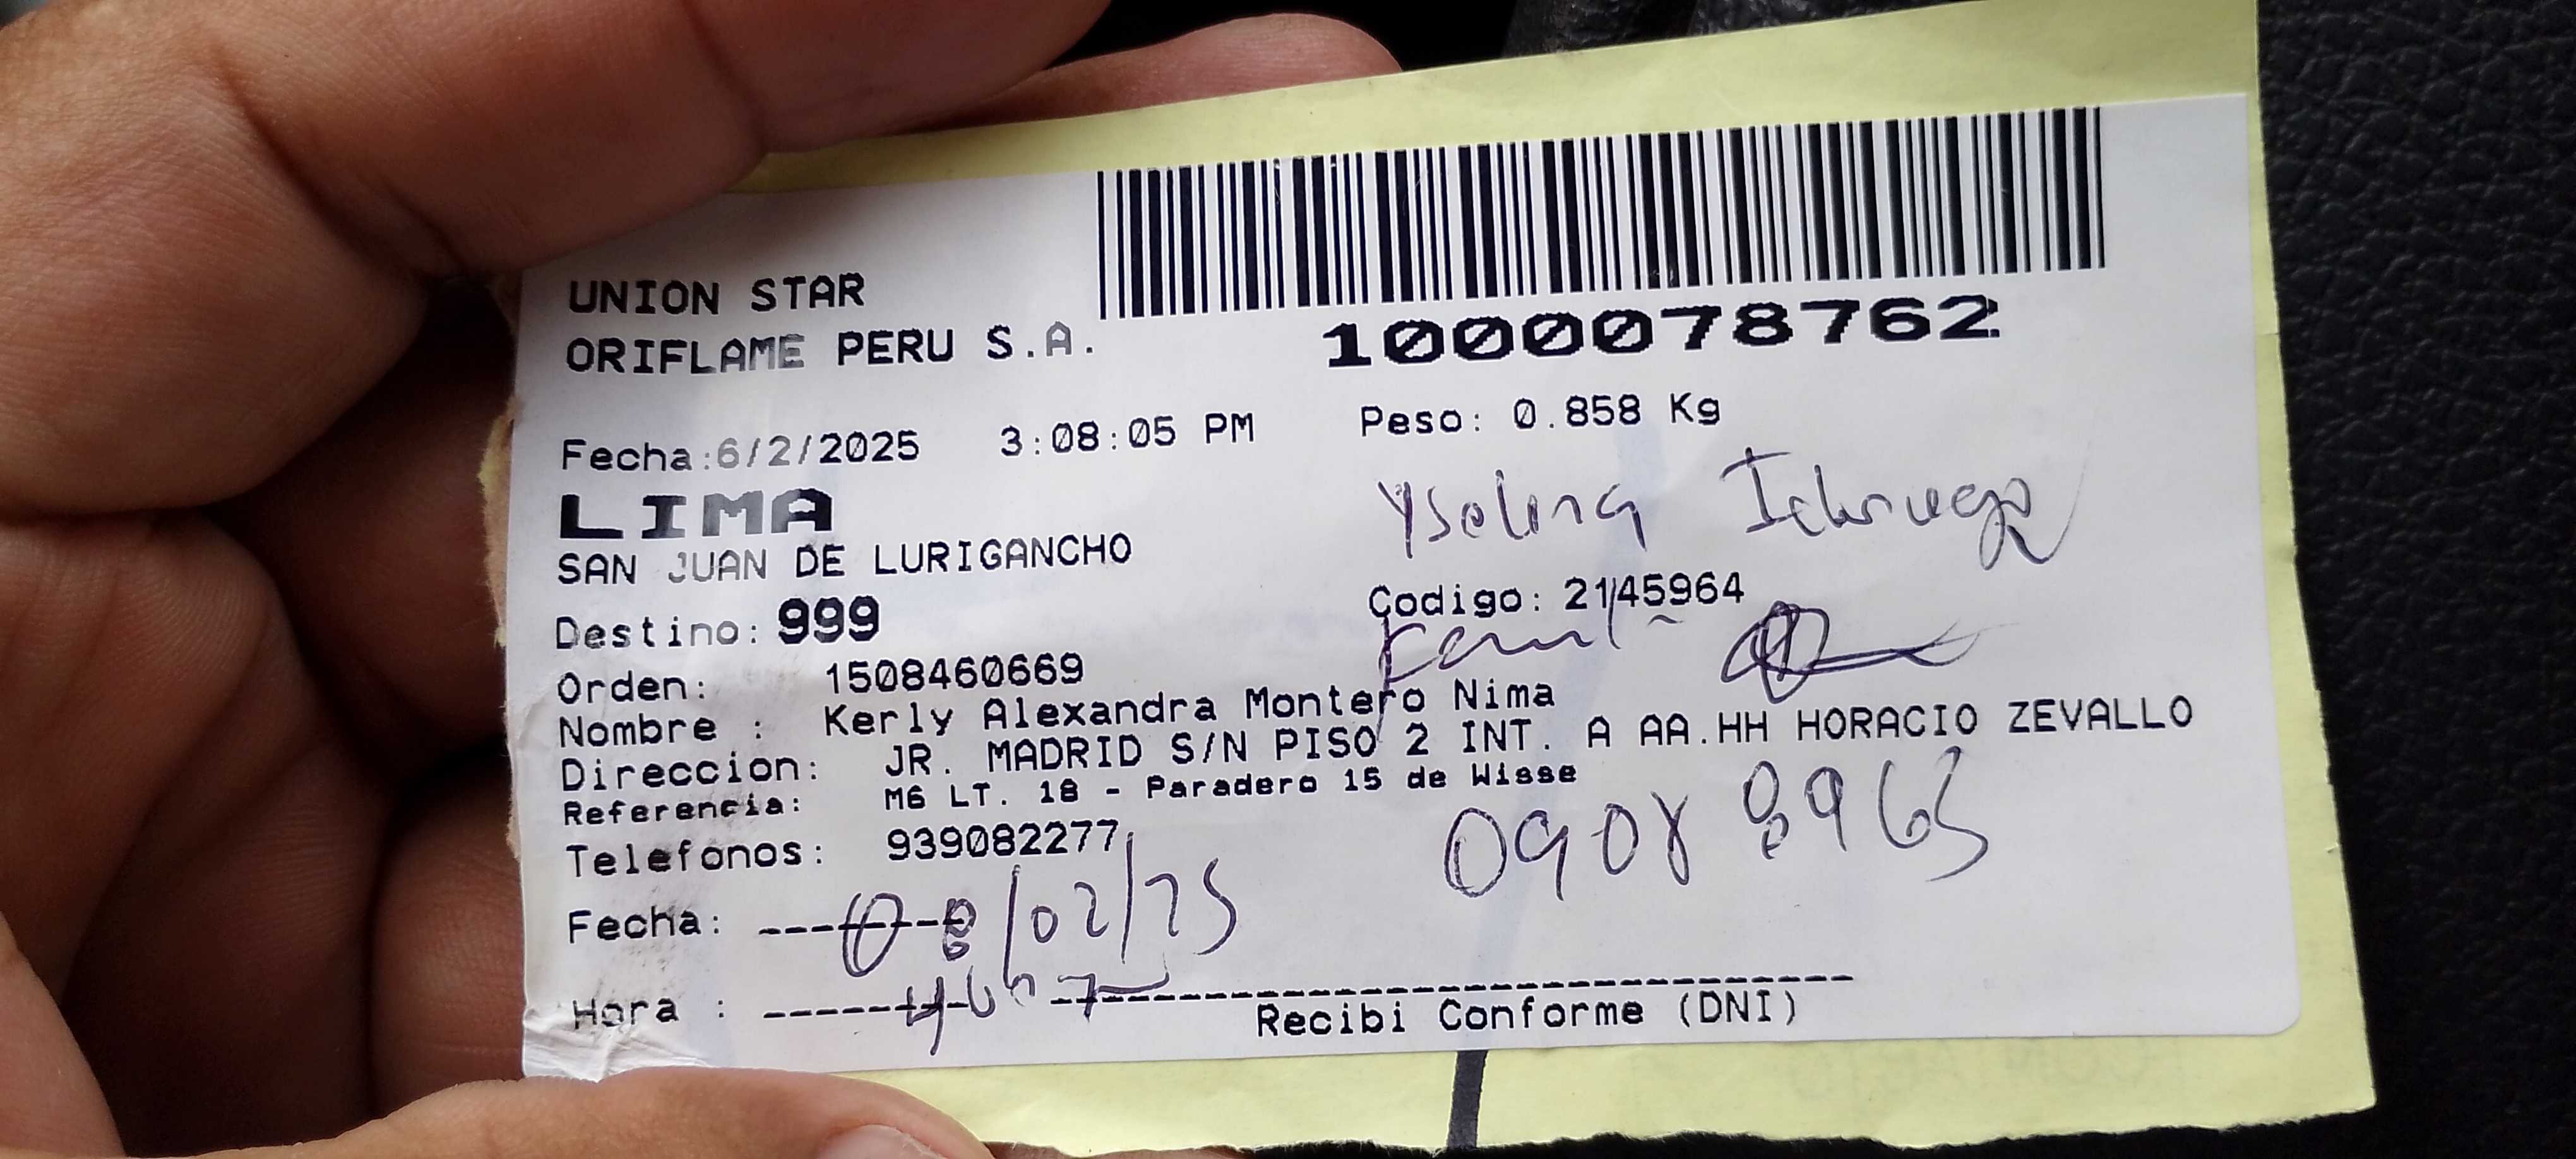 UNION STAR
ORIFLAME PERU S.A.
1000078762
Fecha:6/2/2025 3:08:05 PM Peso: 0.858 Kg
LIMA
SAN JUAN DE LURIGANCHO
Destino: 999 Codigo: 2145964
Orden: 1508460669
Nombre : Kerly Alexandra Montero Nima
Direccion: JR. MADRID S/N PISO 2 INT. A AA.HH HORACIO ZEVALLO
Referencia: M6 LT. 18 - Paradero 15 de Wisse
Telefonos: 939082277
09088963
Fecha: 08/02/25
Hora :
Recibi Conforme (DNI)